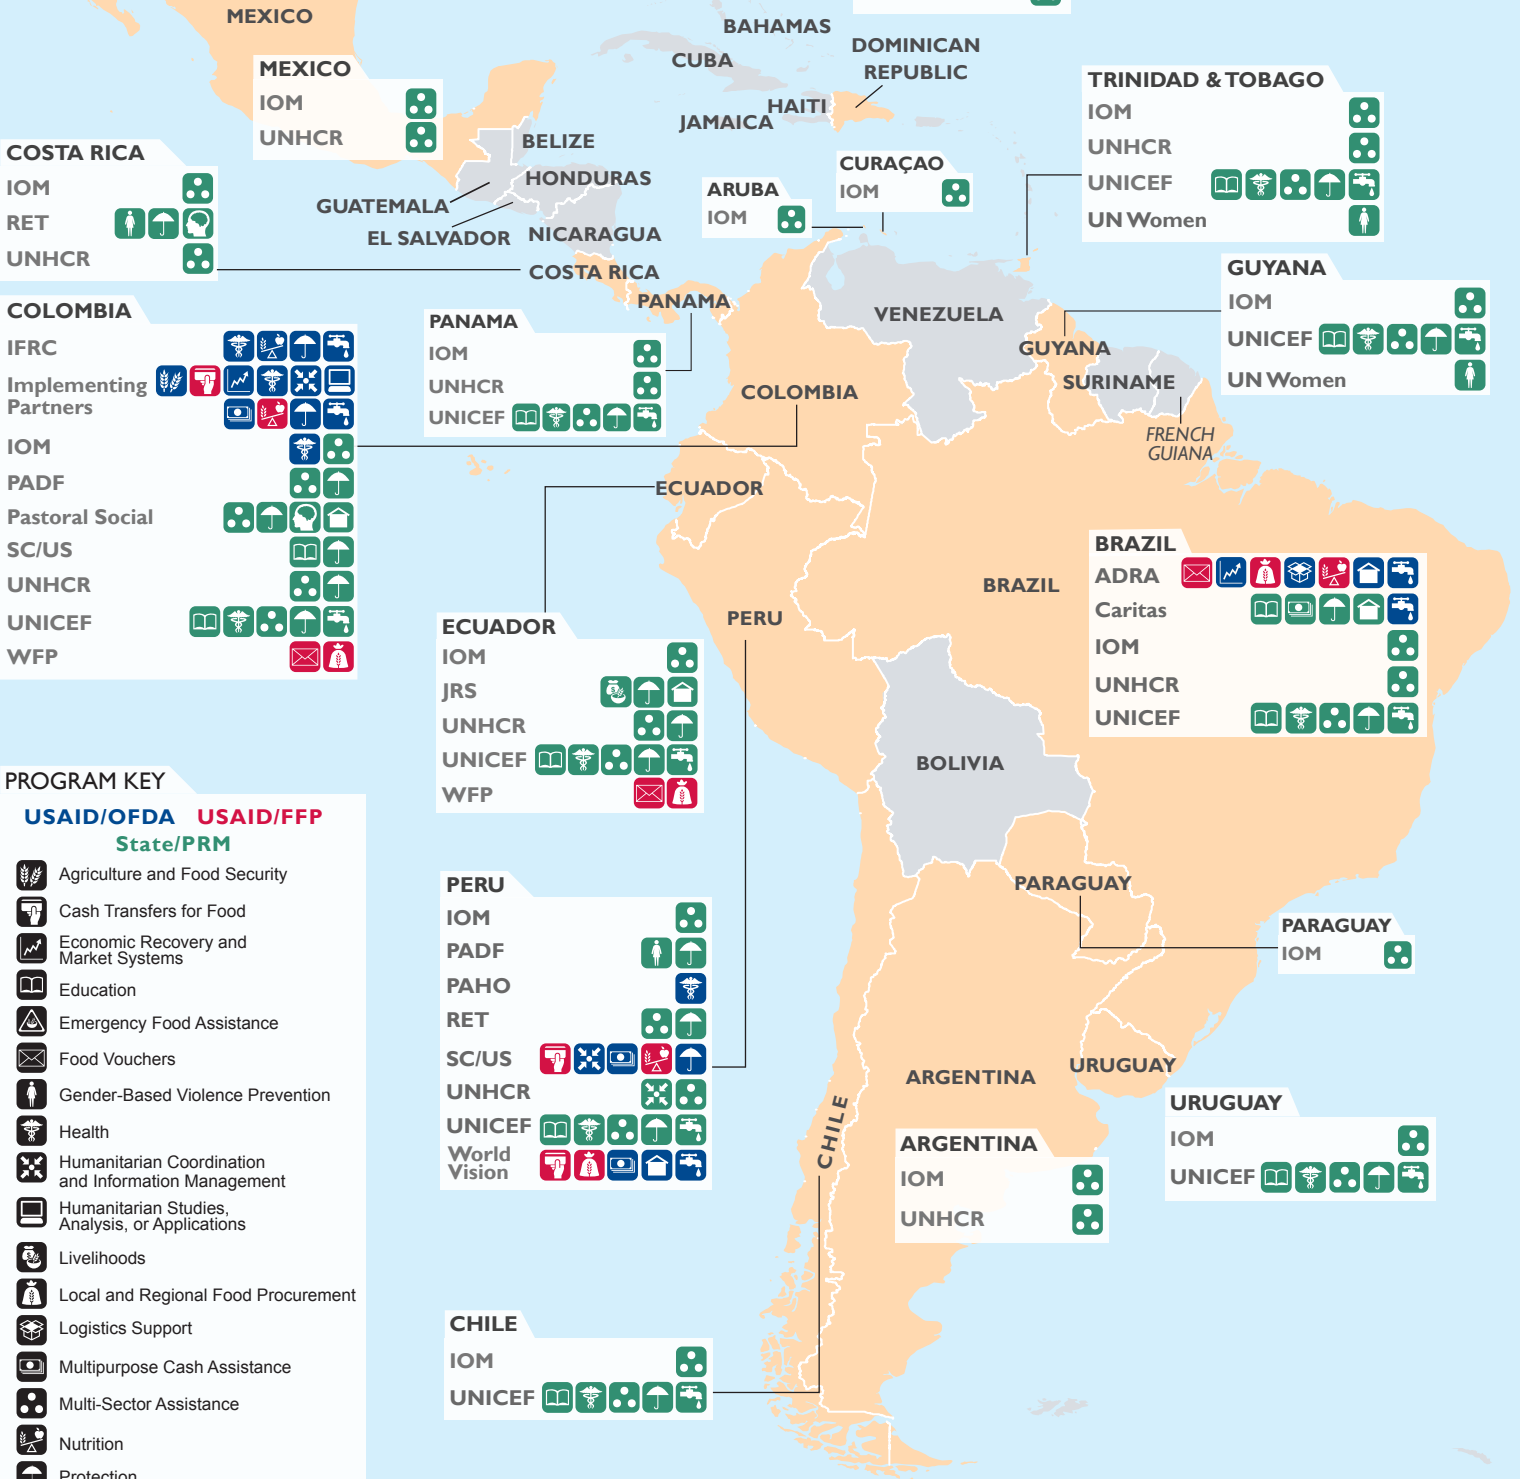 MEXICO
BAHAMAS
CUBA
DOMINICAN
REPUBLIC
HAITI
JAMAICA
BELIZE
HONDURAS
GUATEMALA
EL SALVADOR
NICARAGUA
COSTA RICA
PANAMA
VENEZUELA
GUYANA
SURINAME
FRENCH
GUIANA
COLOMBIA
ECUADOR
PERU
BRAZIL
BOLIVIA
PARAGUAY
URUGUAY
ARGENTINA
CHILE
MEXICO
IOM
UNHCR
COSTA RICA
IOM
RET
UNHCR
ARUBA
IOM
CURAÇAO
IOM
TRINIDAD & TOBAGO
IOM
UNHCR
UNICEF
UN Women
GUYANA
IOM
UNICEF
UN Women
COLOMBIA
IFRC
Implementing
Partners
IOM
PADF
Pastoral Social
SC/US
UNHCR
UNICEF
WFP
PANAMA
IOM
UNHCR
UNICEF
BRAZIL
ADRA
Caritas
IOM
UNHCR
UNICEF
ECUADOR
IOM
JRS
UNHCR
UNICEF
WFP
PERU
IOM
PADF
PAHO
RET
SC/US
UNHCR
UNICEF
World
Vision
PARAGUAY
IOM
URUGUAY
IOM
UNICEF
ARGENTINA
IOM
UNHCR
CHILE
IOM
UNICEF
PROGRAM KEY
USAID/OFDA USAID/FFP
State/PRM
Agriculture and Food Security
Cash Transfers for Food
Economic Recovery and
Market Systems
Education
Emergency Food Assistance
Food Vouchers
Gender-Based Violence Prevention
Health
Humanitarian Coordination
and Information Management
Humanitarian Studies,
Analysis, or Applications
Livelihoods
Local and Regional Food Procurement
Logistics Support
Multipurpose Cash Assistance
Multi-Sector Assistance
Nutrition
Protection